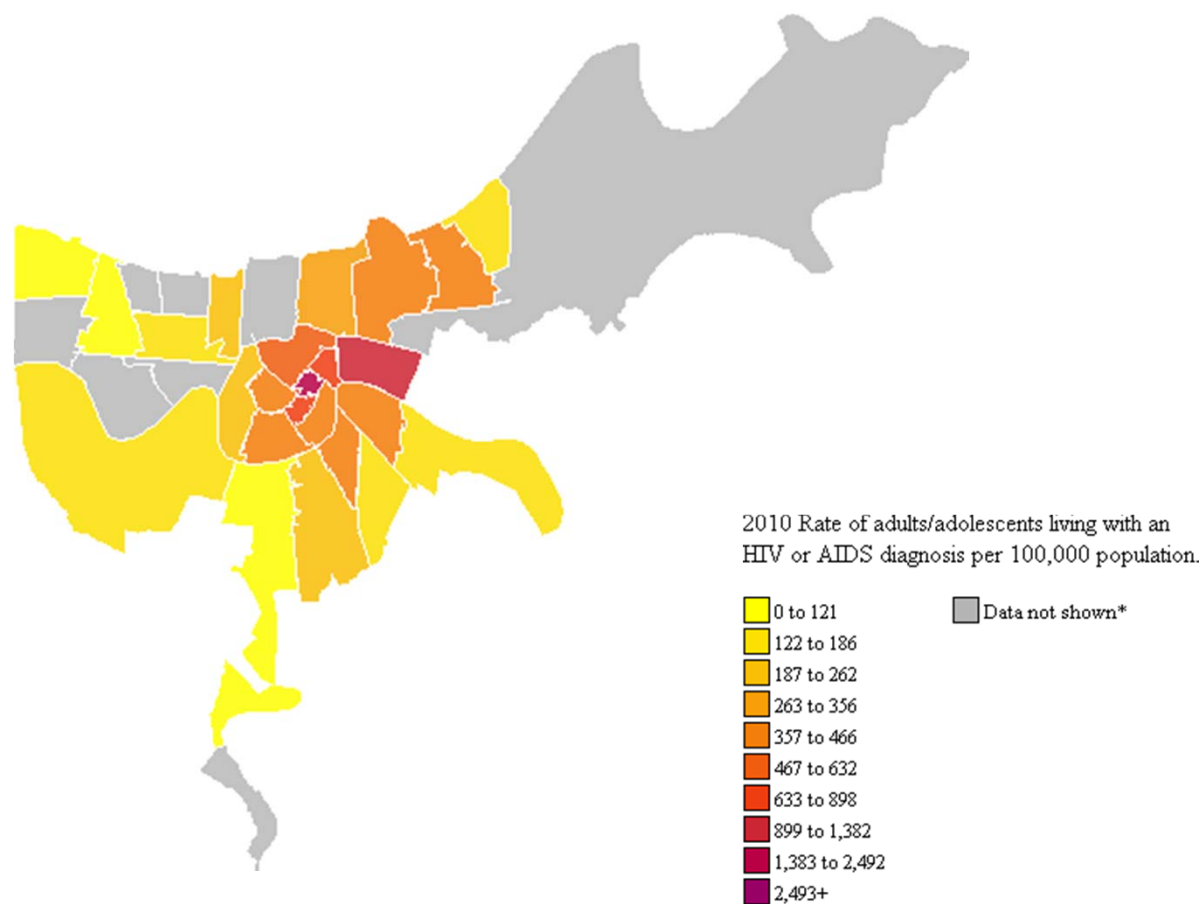 2010 Rate of adults/adolescents living with an
HIV or AIDS diagnosis per 100,000 population.
0 to 121
Data not shown*
122 to 186
187 to 262
263 to 356
357 to 466
467 to 632
633 to 898
899 to 1,382
1,383 to 2,492
2,493+